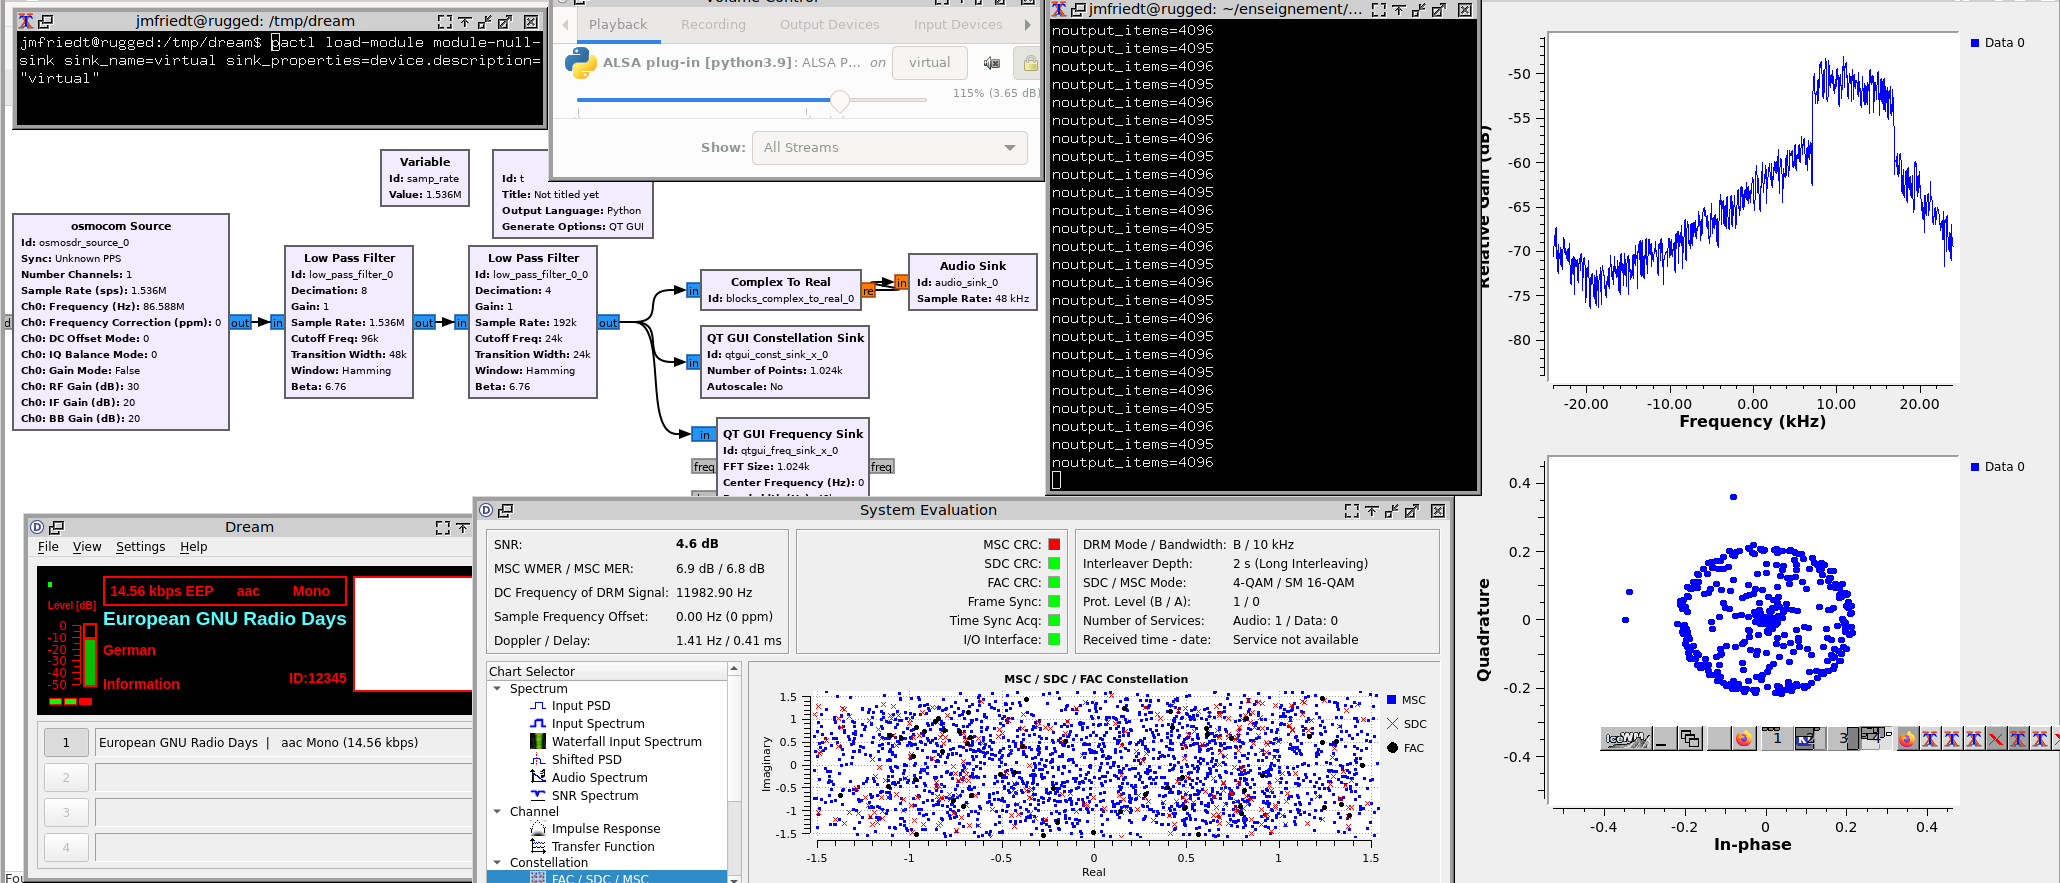 jmfriedt@rugged: /tmp/dream
jmfriedt@rugged:/tmp/dream$ pactl load-module module-null-
sink sink_name=virtual sink_properties=device.description=
"virtual"
Volume Control
Playback
Recording
Output Devices
Input Devices
ALSA plug-in [python3.9]: ALSA P... on virtual
115% (3.65 dB)
Show: All Streams
jmfriedt@rugged: ~/enseignement/...
noutput_items=4096
noutput_items=4095
noutput_items=4096
noutput_items=4095
noutput_items=4096
noutput_items=4095
noutput_items=4096
noutput_items=4095
noutput_items=4096
noutput_items=4095
noutput_items=4096
noutput_items=4095
noutput_items=4096
noutput_items=4095
noutput_items=4096
noutput_items=4095
noutput_items=4096
noutput_items=4095
noutput_items=4096
noutput_items=4095
noutput_items=4096
noutput_items=4095
noutput_items=4096
noutput_items=4095
noutput_items=4096
Variable
Id: samp_rate
Value: 1.536M
Id: t
Title: Not titled yet
Output Language: Python
Generate Options: QT GUI
osmocom Source
Id: osmosdr_source_0
Sync: Unknown PPS
Number Channels: 1
Sample Rate (sps): 1.536M
Ch0: Frequency (Hz): 86.588M
Ch0: Frequency Correction (ppm): 0
Ch0: DC Offset Mode: 0
Ch0: IQ Balance Mode: 0
Ch0: Gain Mode: False
Ch0: RF Gain (dB): 30
Ch0: IF Gain (dB): 20
Ch0: BB Gain (dB): 20
d
out
in
Low Pass Filter
Id: low_pass_filter_0
Decimation: 8
Gain: 1
Sample Rate: 1.536M
Cutoff Freq: 96k
Transition Width: 48k
Window: Hamming
Beta: 6.76
out
in
Low Pass Filter
Id: low_pass_filter_0_0
Decimation: 4
Gain: 1
Sample Rate: 192k
Cutoff Freq: 24k
Transition Width: 24k
Window: Hamming
Beta: 6.76
out
in
Complex To Real
Id: blocks_complex_to_real_0
re
in
Audio Sink
Id: audio_sink_0
Sample Rate: 48 kHz
in
QT GUI Constellation Sink
Id: qtgui_const_sink_x_0
Number of Points: 1.024k
Autoscale: No
in
freq
QT GUI Frequency Sink
Id: qtgui_freq_sink_x_0
FFT Size: 1.024k
Center Frequency (Hz): 0
freq
Data 0
-50
-55
-60
-65
-70
-75
-80
Relative Gain (dB)
-20.00 -10.00 0.00 10.00 20.00
Frequency (kHz)
Data 0
0.4
0.2
0
-0.2
-0.4
Quadrature
-0.4 -0.2 0 0.2 0.4
In-phase
IceWM
1
2
3
4
Dream
File View Settings Help
14.56 kbps EEP aac Mono
Level [dB]
0
-10
-20
-30
-40
-50
European GNU Radio Days
German
Information
ID:12345
1 European GNU Radio Days | aac Mono (14.56 kbps)
2
3
4
Fou
System Evaluation
SNR: 4.6 dB
MSC WMER / MSC MER: 6.9 dB / 6.8 dB
DC Frequency of DRM Signal: 11982.90 Hz
Sample Frequency Offset: 0.00 Hz (0 ppm)
Doppler / Delay: 1.41 Hz / 0.41 ms
MSC CRC:
SDC CRC:
FAC CRC:
Frame Sync:
Time Sync Acq:
I/O Interface:
DRM Mode / Bandwidth: B / 10 kHz
Interleaver Depth: 2 s (Long Interleaving)
SDC / MSC Mode: 4-QAM / SM 16-QAM
Prot. Level (B / A): 1 / 0
Number of Services: Audio: 1 / Data: 0
Received time - date: Service not available
Chart Selector
Spectrum
Input PSD
Input Spectrum
Waterfall Input Spectrum
Shifted PSD
Audio Spectrum
SNR Spectrum
Channel
Impulse Response
Transfer Function
Constellation
FAC / SDC / MSC
MSC / SDC / FAC Constellation
1.5
1
0.5
0
-0.5
-1
-1.5
Imaginary
-1.5 -1 -0.5 0 0.5 1 1.5
Real
MSC
SDC
FAC